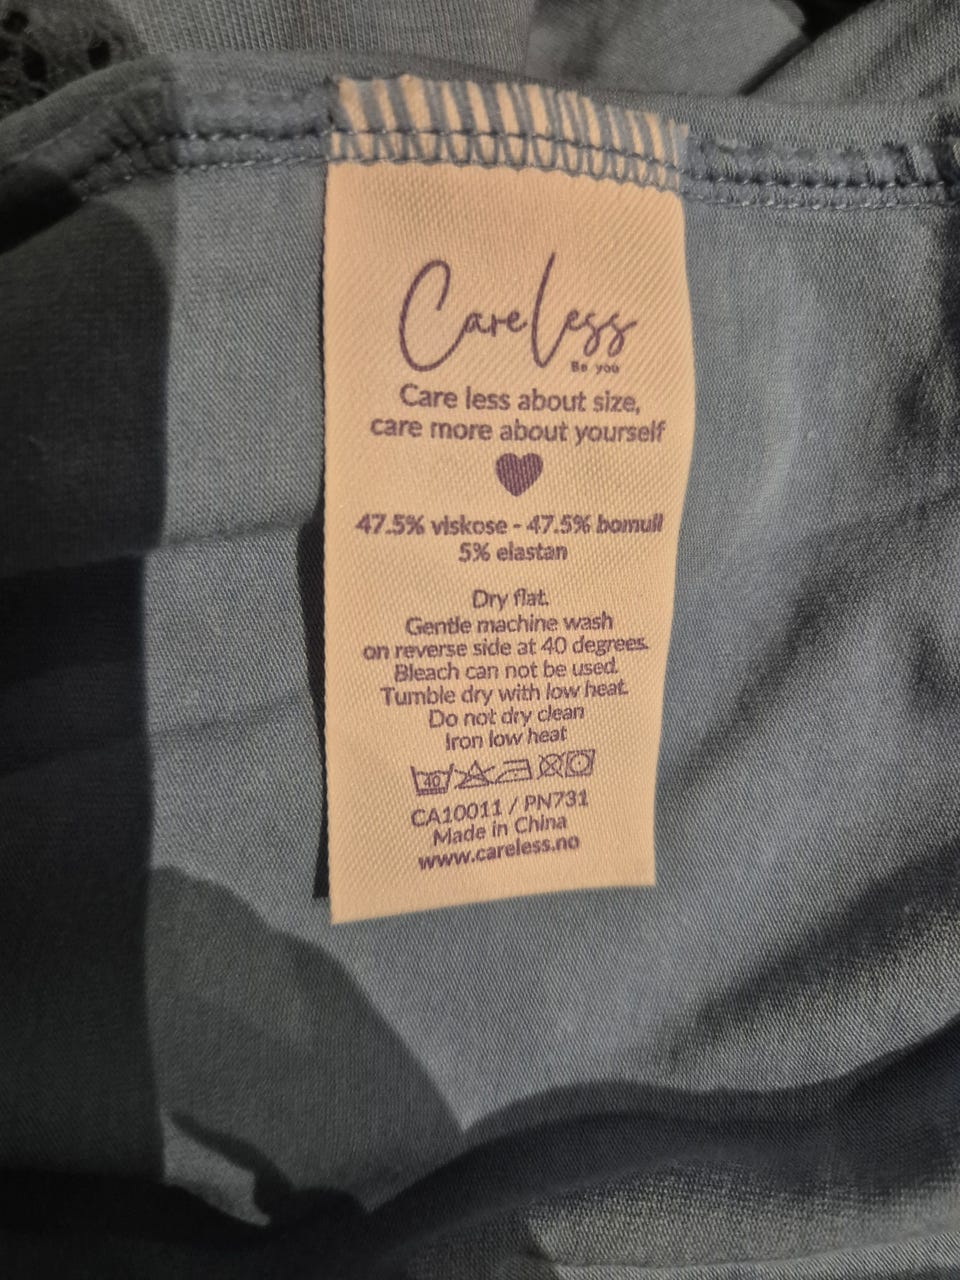 CareLess
Be you
Care less about size,
care more about yourself
47.5% viskose - 47.5% bomull
5% elastan
Dry flat.
Gentle machine wash
on reverse side at 40 degrees.
Bleach can not be used.
Tumble dry with low heat.
Do not dry clean
Iron low heat
40
CA10011 / PN731
Made in China
www.careless.no